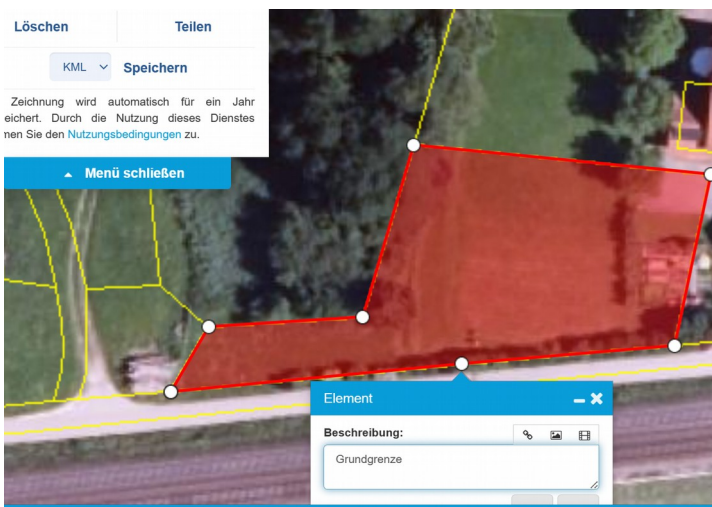 Löschen Teilen
KML Speichern
Zeichnung wird automatisch für ein Jahr
eichert. Durch die Nutzung dieses Dienstes
men Sie den Nutzungsbedingungen zu.
Menü schließen
Element
Beschreibung:
Grundgrenze